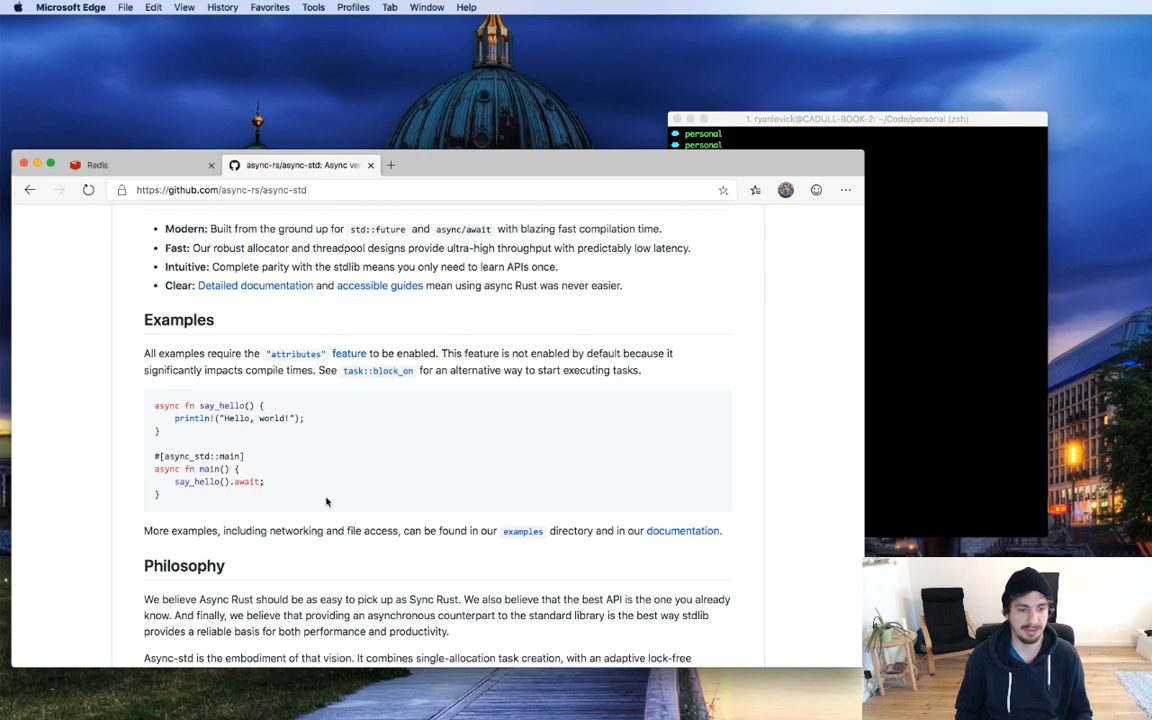 Microsoft Edge File Edit View History Favorites Tools Profiles Tab Window Help
1. ryanlevick@CADULL-BOOK-2: ~/Code/personal (zsh)
personal
personal
Redis
async-rs/async-std: Async ve
https://github.com/async-rs/async-std
Modern: Built from the ground up for std::future and async/await with blazing fast compilation time.
Fast: Our robust allocator and threadpool designs provide ultra-high throughput with predictably low latency.
Intuitive: Complete parity with the stdlib means you only need to learn APIs once.
Clear: Detailed documentation and accessible guides mean using async Rust was never easier.
Examples
All examples require the "attributes" feature to be enabled. This feature is not enabled by default because it
significantly impacts compile times. See task::block_on for an alternative way to start executing tasks.
async fn say_hello() {
println!("Hello, world!");
}
#[async_std::main]
async fn main() {
say_hello().await;
}
More examples, including networking and file access, can be found in our examples directory and in our documentation.
Philosophy
We believe Async Rust should be as easy to pick up as Sync Rust. We also believe that the best API is the one you already
know. And finally, we believe that providing an asynchronous counterpart to the standard library is the best way stdlib
provides a reliable basis for both performance and productivity.
Async-std is the embodiment of that vision. It combines single-allocation task creation, with an adaptive lock-free